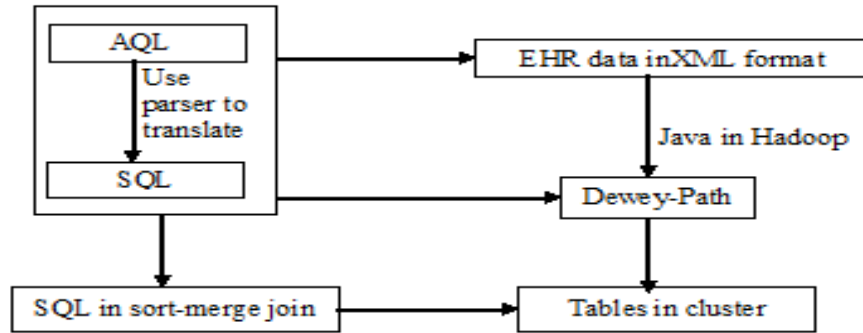 AQL
Use
parser to
translate
SQL
EHR data inXML format
Java in Hadoop
Dewey-Path
SQL in sort-merge join
Tables in cluster